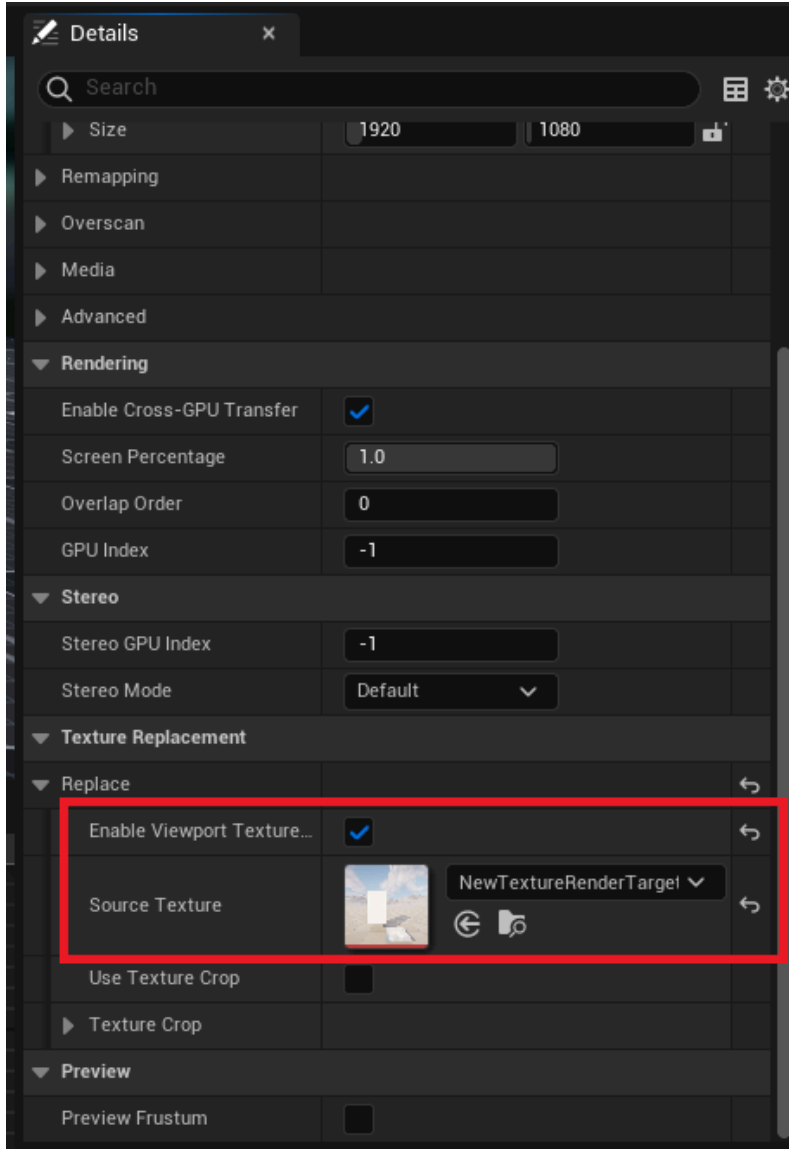 Details
Search
Size 1920 1080
Remapping
Overscan
Media
Advanced
Rendering
Enable Cross-GPU Transfer
Screen Percentage 1.0
Overlap Order 0
GPU Index -1
Stereo
Stereo GPU Index -1
Stereo Mode Default
Texture Replacement
Replace
Enable Viewport Texture...
NewTextureRenderTarget
Source Texture
Use Texture Crop
Texture Crop
Preview
Preview Frustum